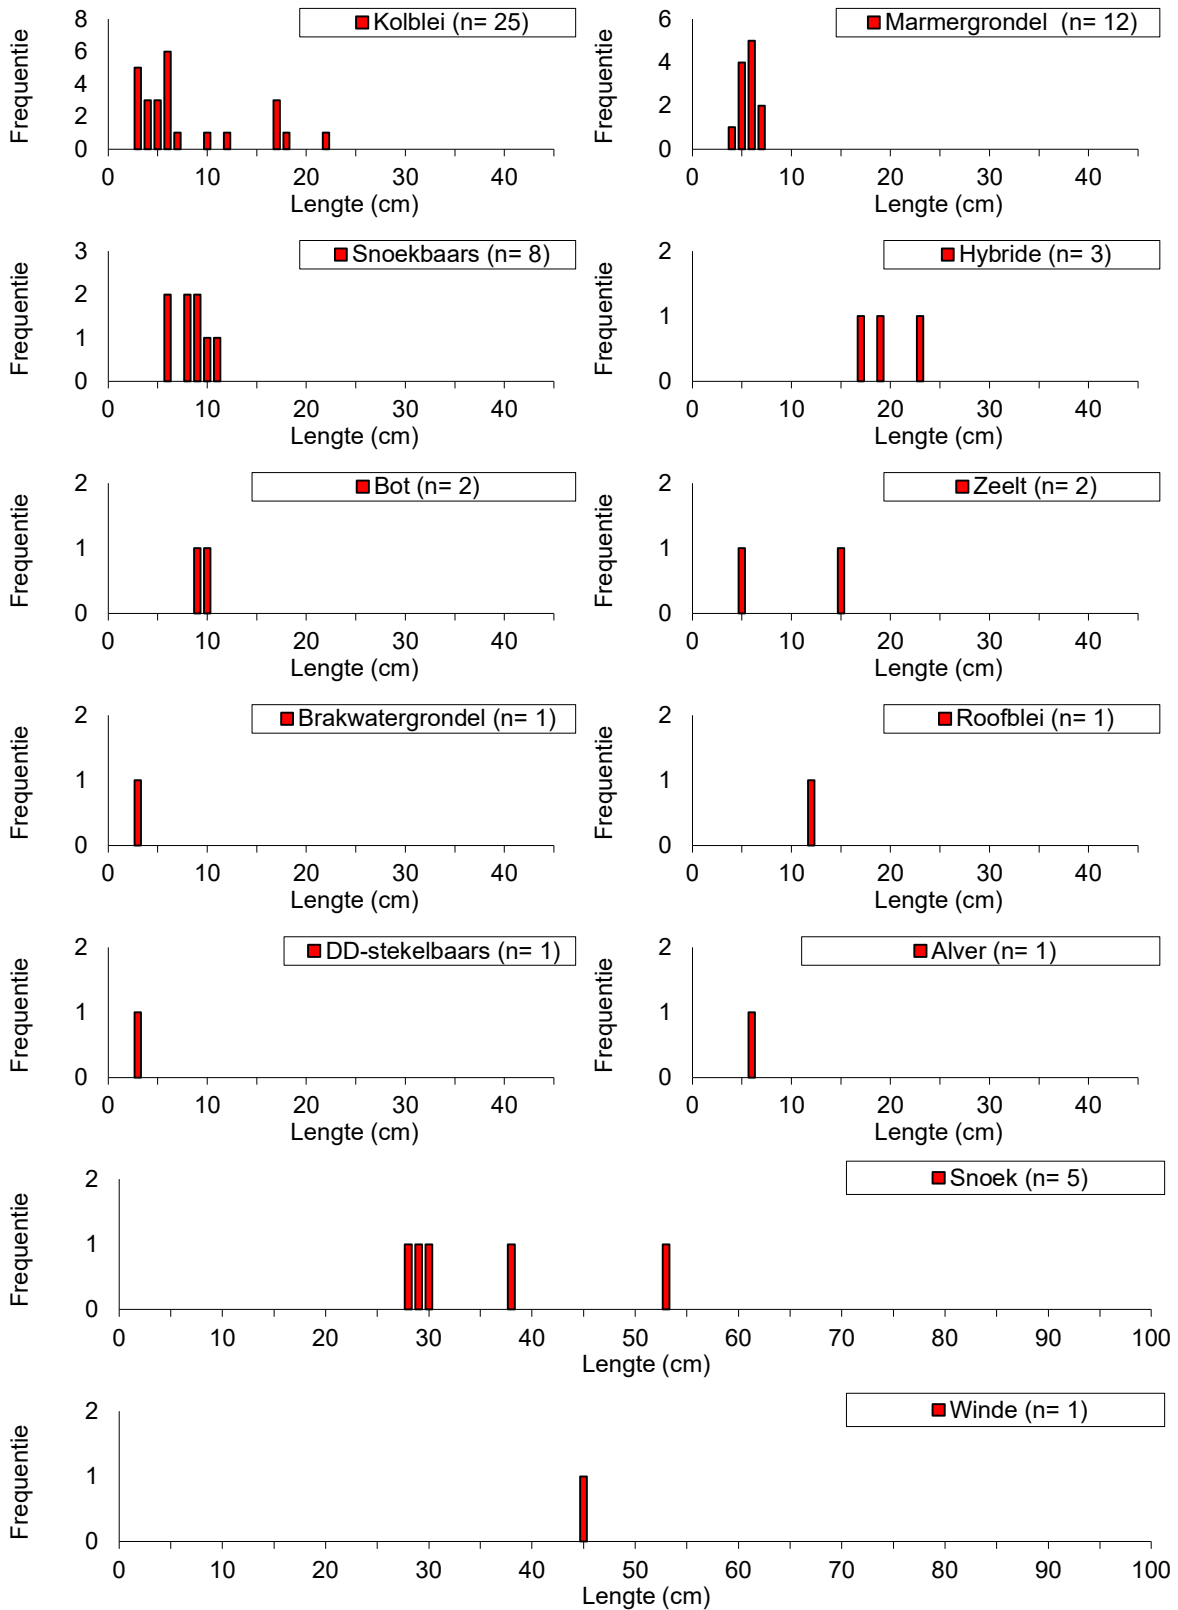 Kolblei (n= 25)
Frequentie
8
6
4
2
0
0 10 20 30 40
Lengte (cm)
Marmergrondel (n= 12)
Frequentie
6
4
2
0
0 10 20 30 40
Lengte (cm)
Snoekbaars (n= 8)
Frequentie
3
2
1
0
0 10 20 30 40
Lengte (cm)
Hybride (n= 3)
Frequentie
2
1
0
0 10 20 30 40
Lengte (cm)
Bot (n= 2)
Frequentie
2
1
0
0 10 20 30 40
Lengte (cm)
Zeelt (n= 2)
Frequentie
2
1
0
0 10 20 30 40
Lengte (cm)
Brakwatergrondel (n= 1)
Frequentie
2
1
0
0 10 20 30 40
Lengte (cm)
Roofblei (n= 1)
Frequentie
2
1
0
0 10 20 30 40
Lengte (cm)
DD-stekelbaars (n= 1)
Frequentie
2
1
0
0 10 20 30 40
Lengte (cm)
Alver (n= 1)
Frequentie
2
1
0
0 10 20 30 40
Lengte (cm)
Snoek (n= 5)
Frequentie
2
1
0
0 10 20 30 40 50 60 70 80 90 100
Lengte (cm)
Winde (n= 1)
Frequentie
2
1
0
0 10 20 30 40 50 60 70 80 90 100
Lengte (cm)